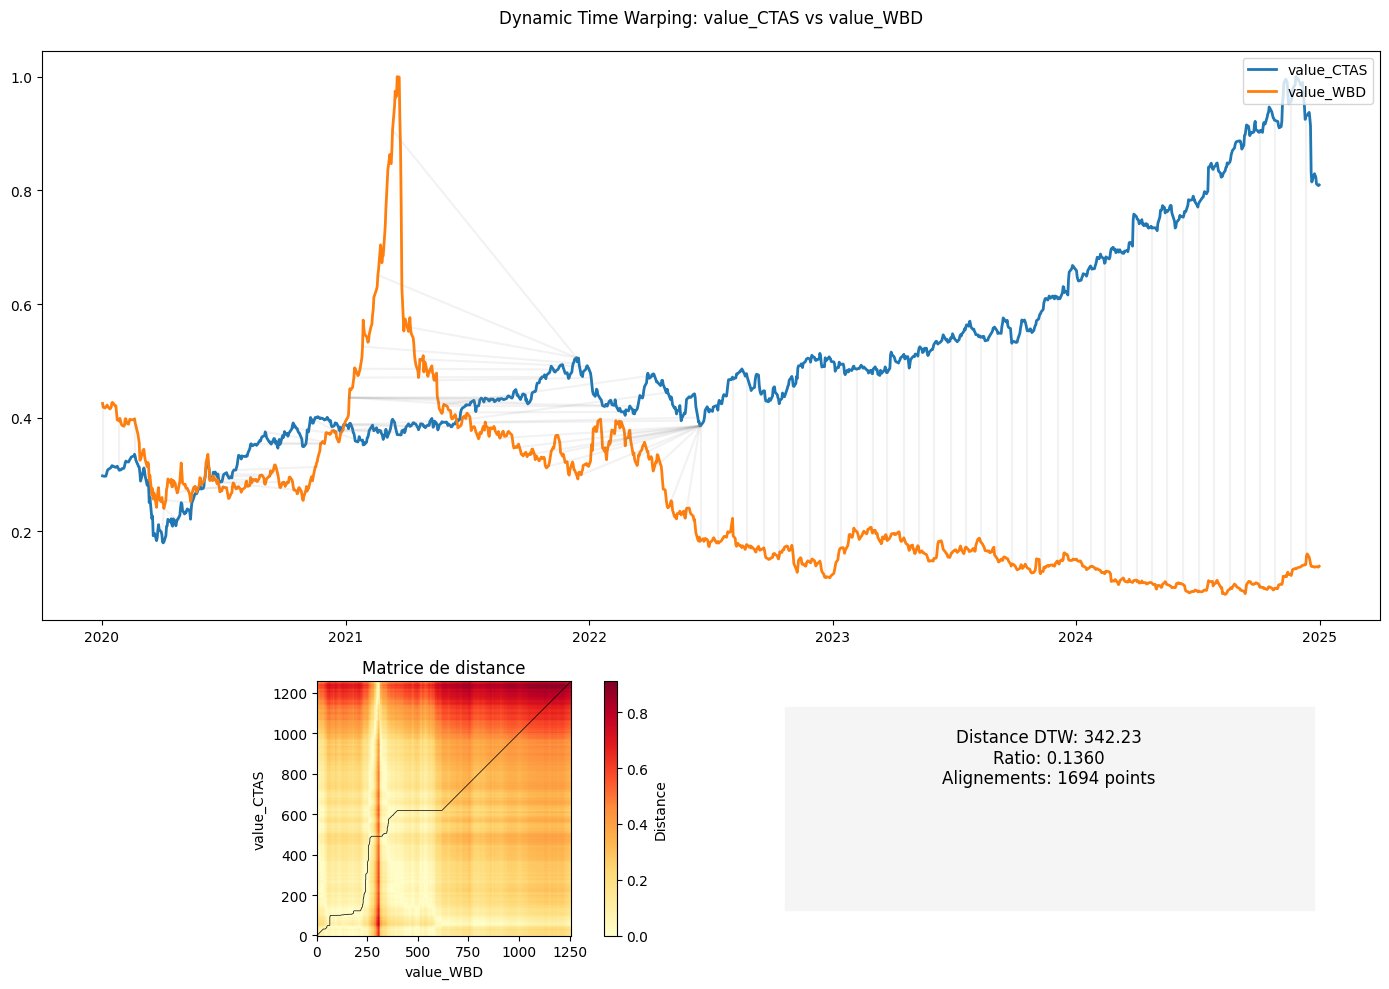 Dynamic Time Warping: value_CTAS vs value_WBD
value_CTAS
value_WBD
1.0
0.8
0.6
0.4
0.2
2020 2021 2022 2023 2024 2025
Matrice de distance
value_CTAS
1200
1000
800
600
400
200
0
0 250 500 750 1000 1250
value_WBD
0.8
0.6
0.4
0.2
0.0
Distance
Distance DTW: 342.23
Ratio: 0.1360
Alignements: 1694 points